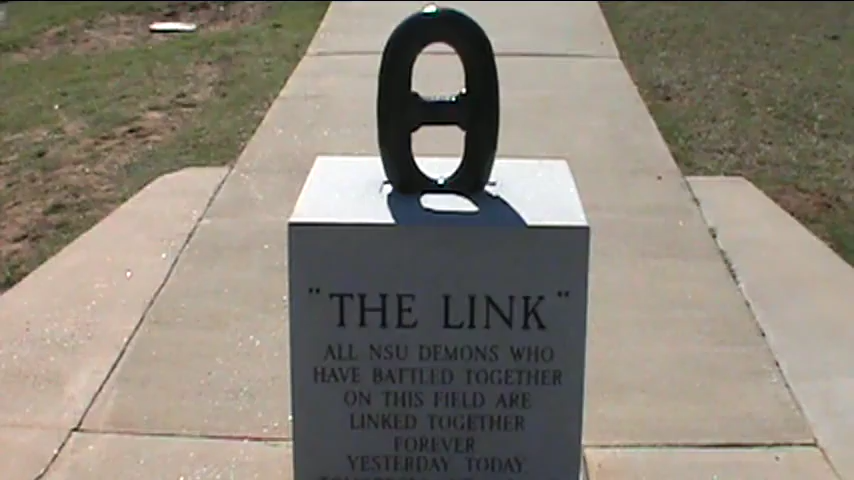 "THE LINK"
ALL NSU DEMONS WHO
HAVE BATTLED TOGETHER
ON THIS FIELD ARE
LINKED TOGETHER
FOREVER
YESTERDAY TODAY